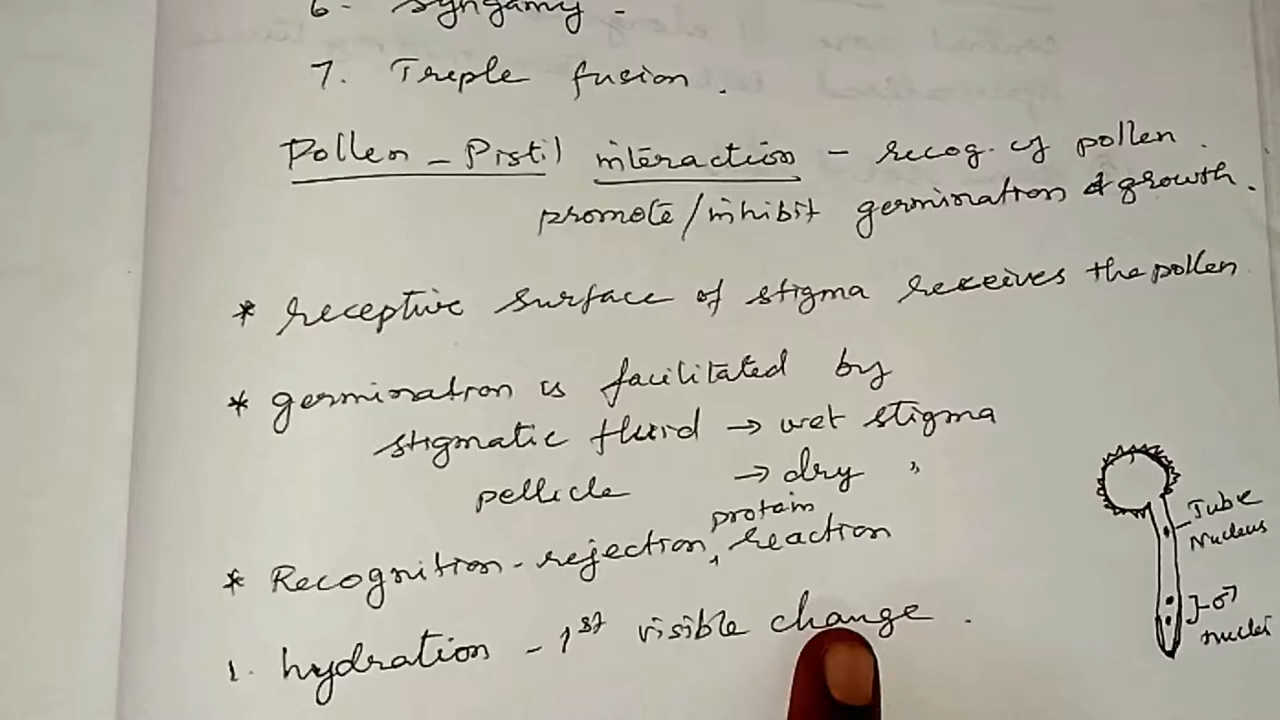 6. Syngamy.
7. Triple fusion.
Pollen - Pistil interaction - recog. of pollen.
promote/inhibit germination & growth.
* receptive surface of stigma receives the pollen
* germination is facilitated by
stigmatic fluid → wet stigma
pellicle → dry "
protein
* Recognition-rejection, reaction
1. hydration - 1st visible change.
Tube
Nucleus
}-♂
nuclei